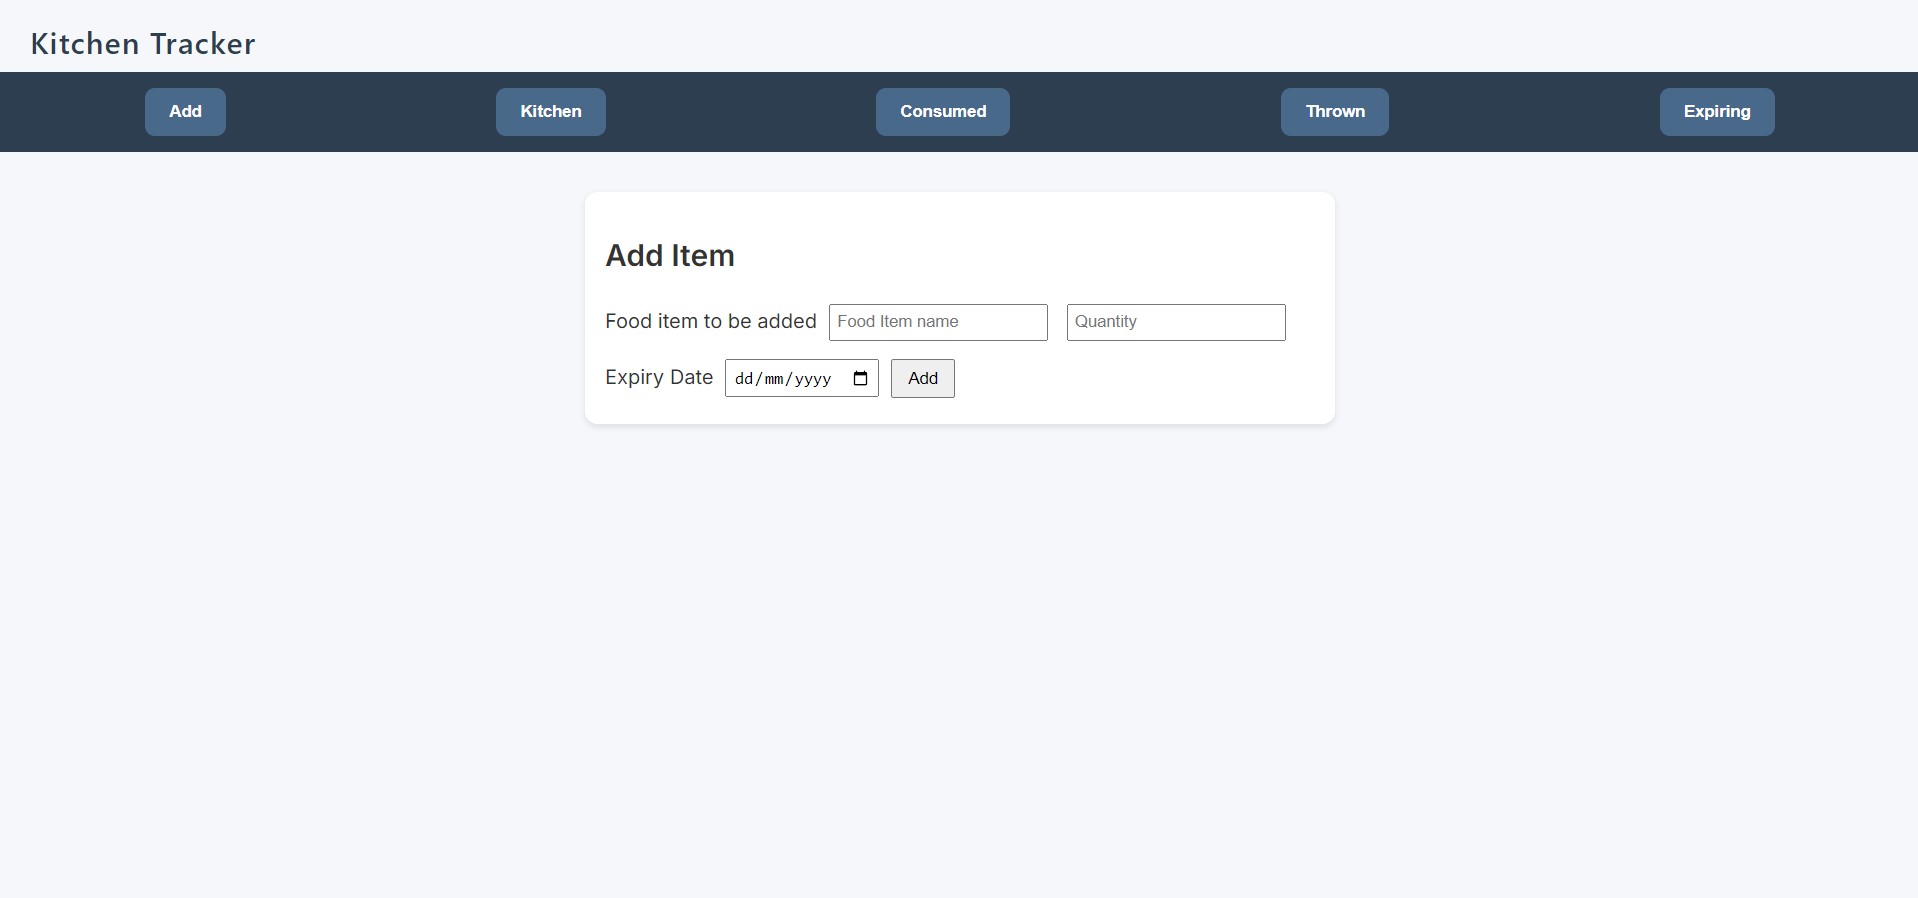 Kitchen Tracker
Add Kitchen Consumed Thrown Expiring
Add Item
Food item to be added Food Item name Quantity
Expiry Date dd/mm/yyyy Add